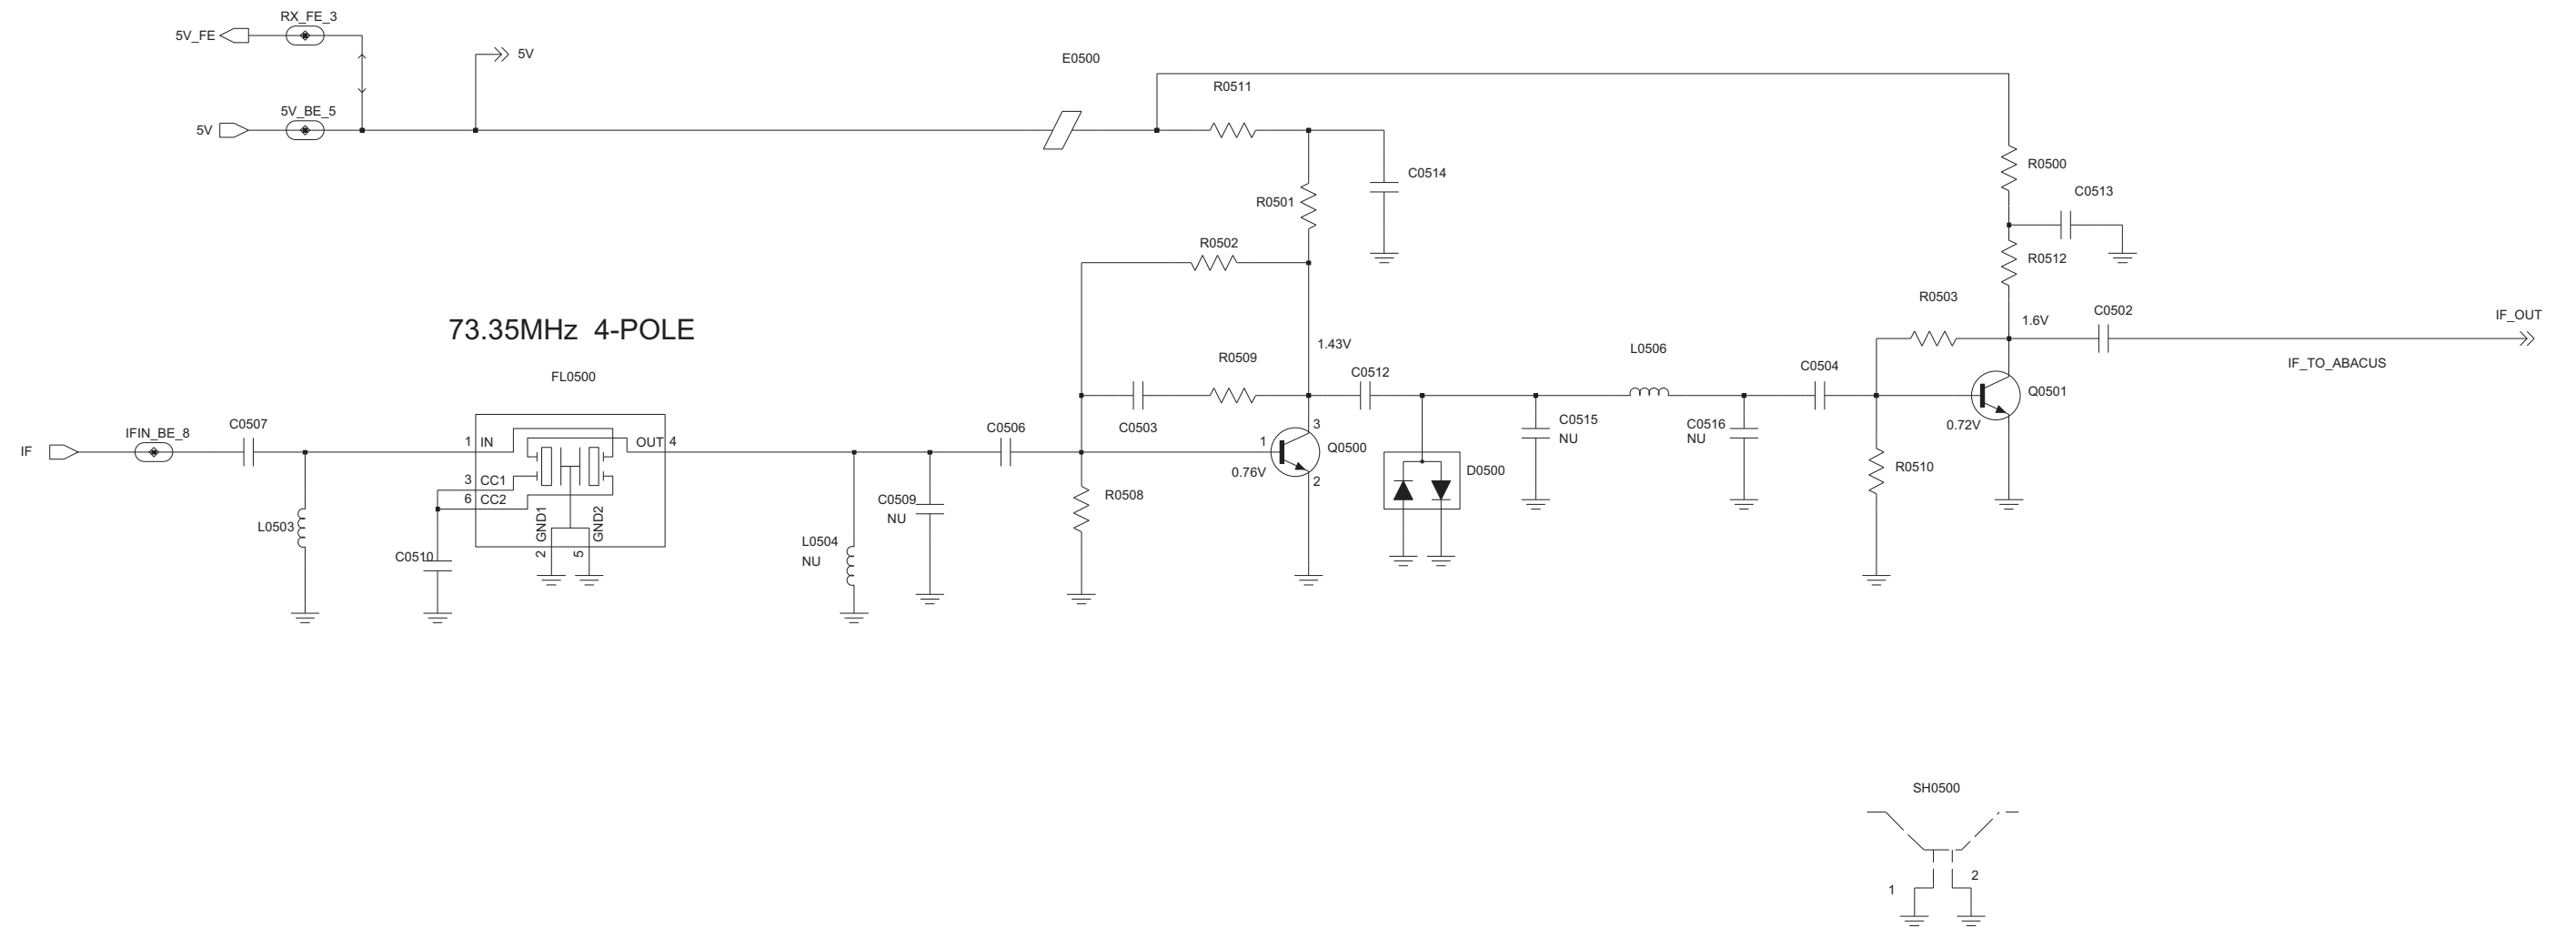 RX_FE_3
5V_FE
5V
E0500
R0511
5V_BE_5
5V
R0500
C0514
C0513
R0501
R0502
R0512
R0503
C0502
IF_OUT
1.6V
73.35MHz 4-POLE
1.43V
L0506
R0509
IF_TO_ABACUS
C0504
C0512
FL0500
Q0501
C0507
C0506
C0503
3
C0515
NU
C0516
NU
0.72V
IFIN_BE_8
1 IN
OUT 4
1
Q0500
IF
0.76V
D0500
R0510
3 CC1
6 CC2
2
C0509
NU
R0508
L0503
GND1
GND2
L0504
NU
C0510
2
5
SH0500
1
2